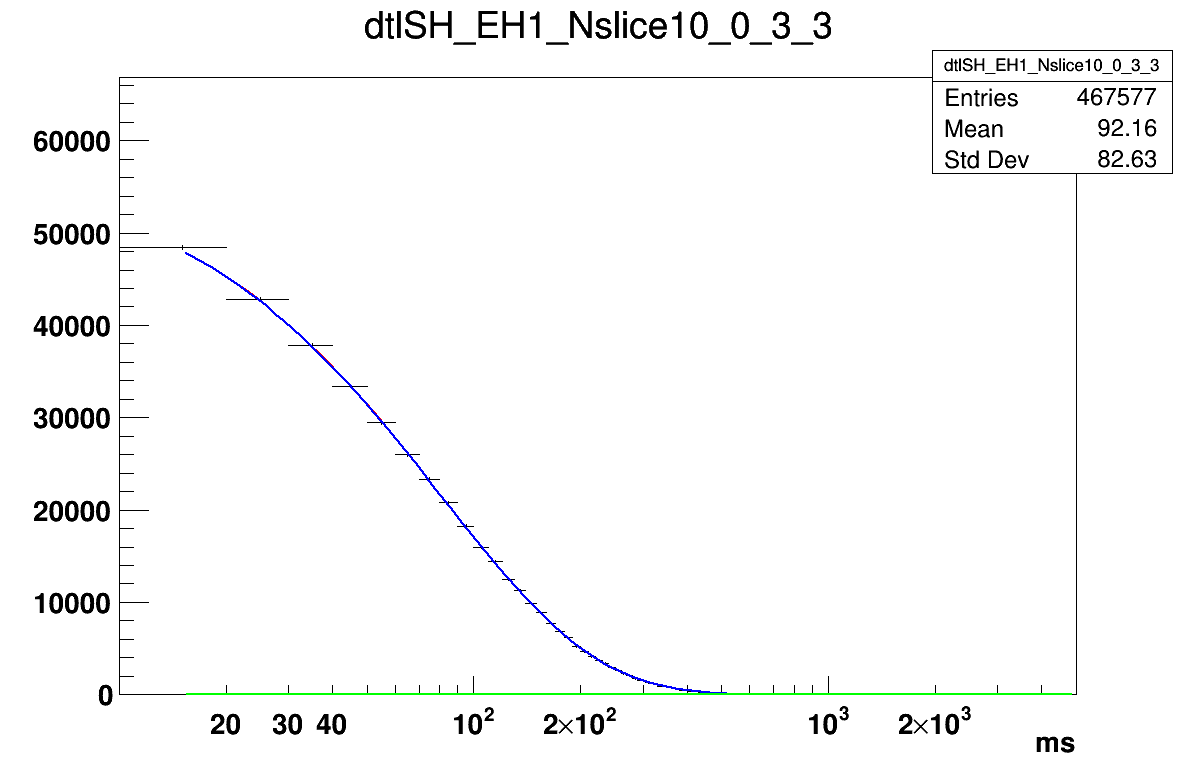 dtlSH_EH1_Nslice10_0_3_3
dtlSH_EH1_Nslice10_0_3_3
Entries 467577
Mean 92.16
Std Dev 82.63
60000
50000
40000
30000
20000
10000
0
20 30 40 10² 2×10² 10³ 2×10³
ms